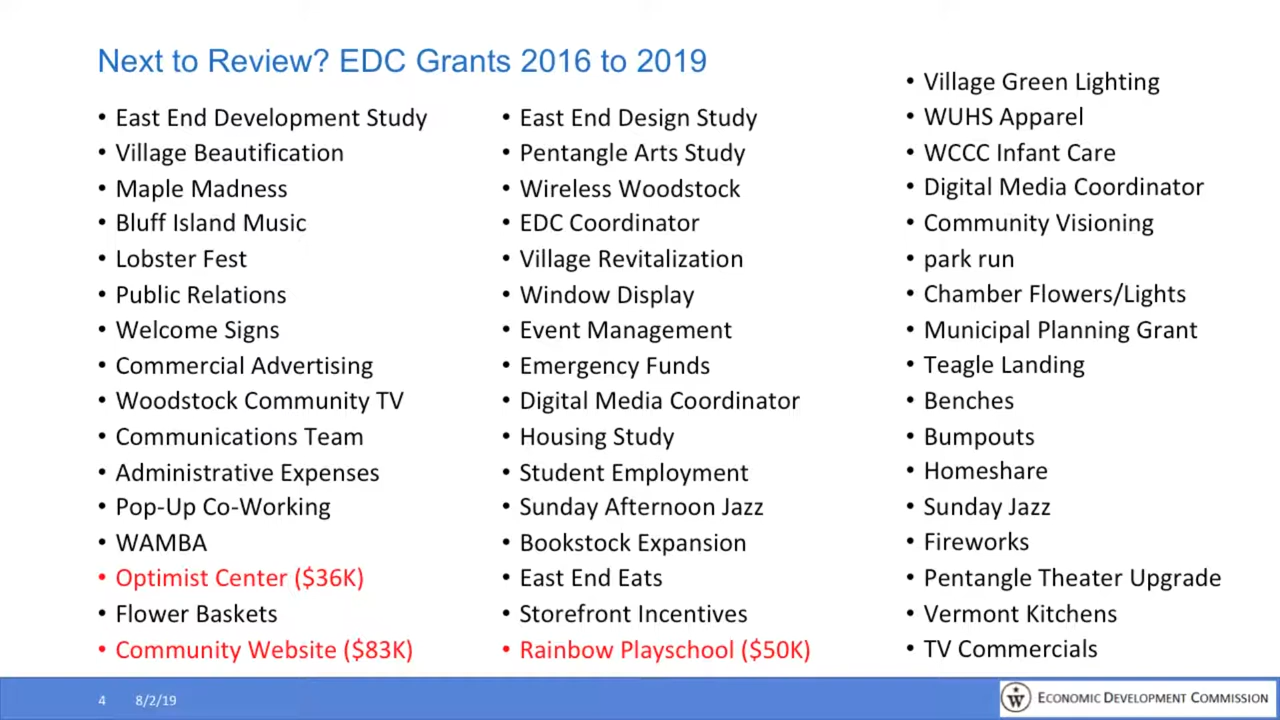 Next to Review? EDC Grants 2016 to 2019
• East End Development Study
• Village Beautification
• Maple Madness
• Bluff Island Music
• Lobster Fest
• Public Relations
• Welcome Signs
• Commercial Advertising
• Woodstock Community TV
• Communications Team
• Administrative Expenses
• Pop-Up Co-Working
• WAMBA
• Optimist Center ($36K)
• Flower Baskets
• Community Website ($83K)
• East End Design Study
• Pentangle Arts Study
• Wireless Woodstock
• EDC Coordinator
• Village Revitalization
• Window Display
• Event Management
• Emergency Funds
• Digital Media Coordinator
• Housing Study
• Student Employment
• Sunday Afternoon Jazz
• Bookstock Expansion
• East End Eats
• Storefront Incentives
• Rainbow Playschool ($50K)
• Village Green Lighting
• WUHS Apparel
• WCCC Infant Care
• Digital Media Coordinator
• Community Visioning
• park run
• Chamber Flowers/Lights
• Municipal Planning Grant
• Teagle Landing
• Benches
• Bumpouts
• Homeshare
• Sunday Jazz
• Fireworks
• Pentangle Theater Upgrade
• Vermont Kitchens
• TV Commercials
4 8/2/19
W ECONOMIC DEVELOPMENT COMMISSION